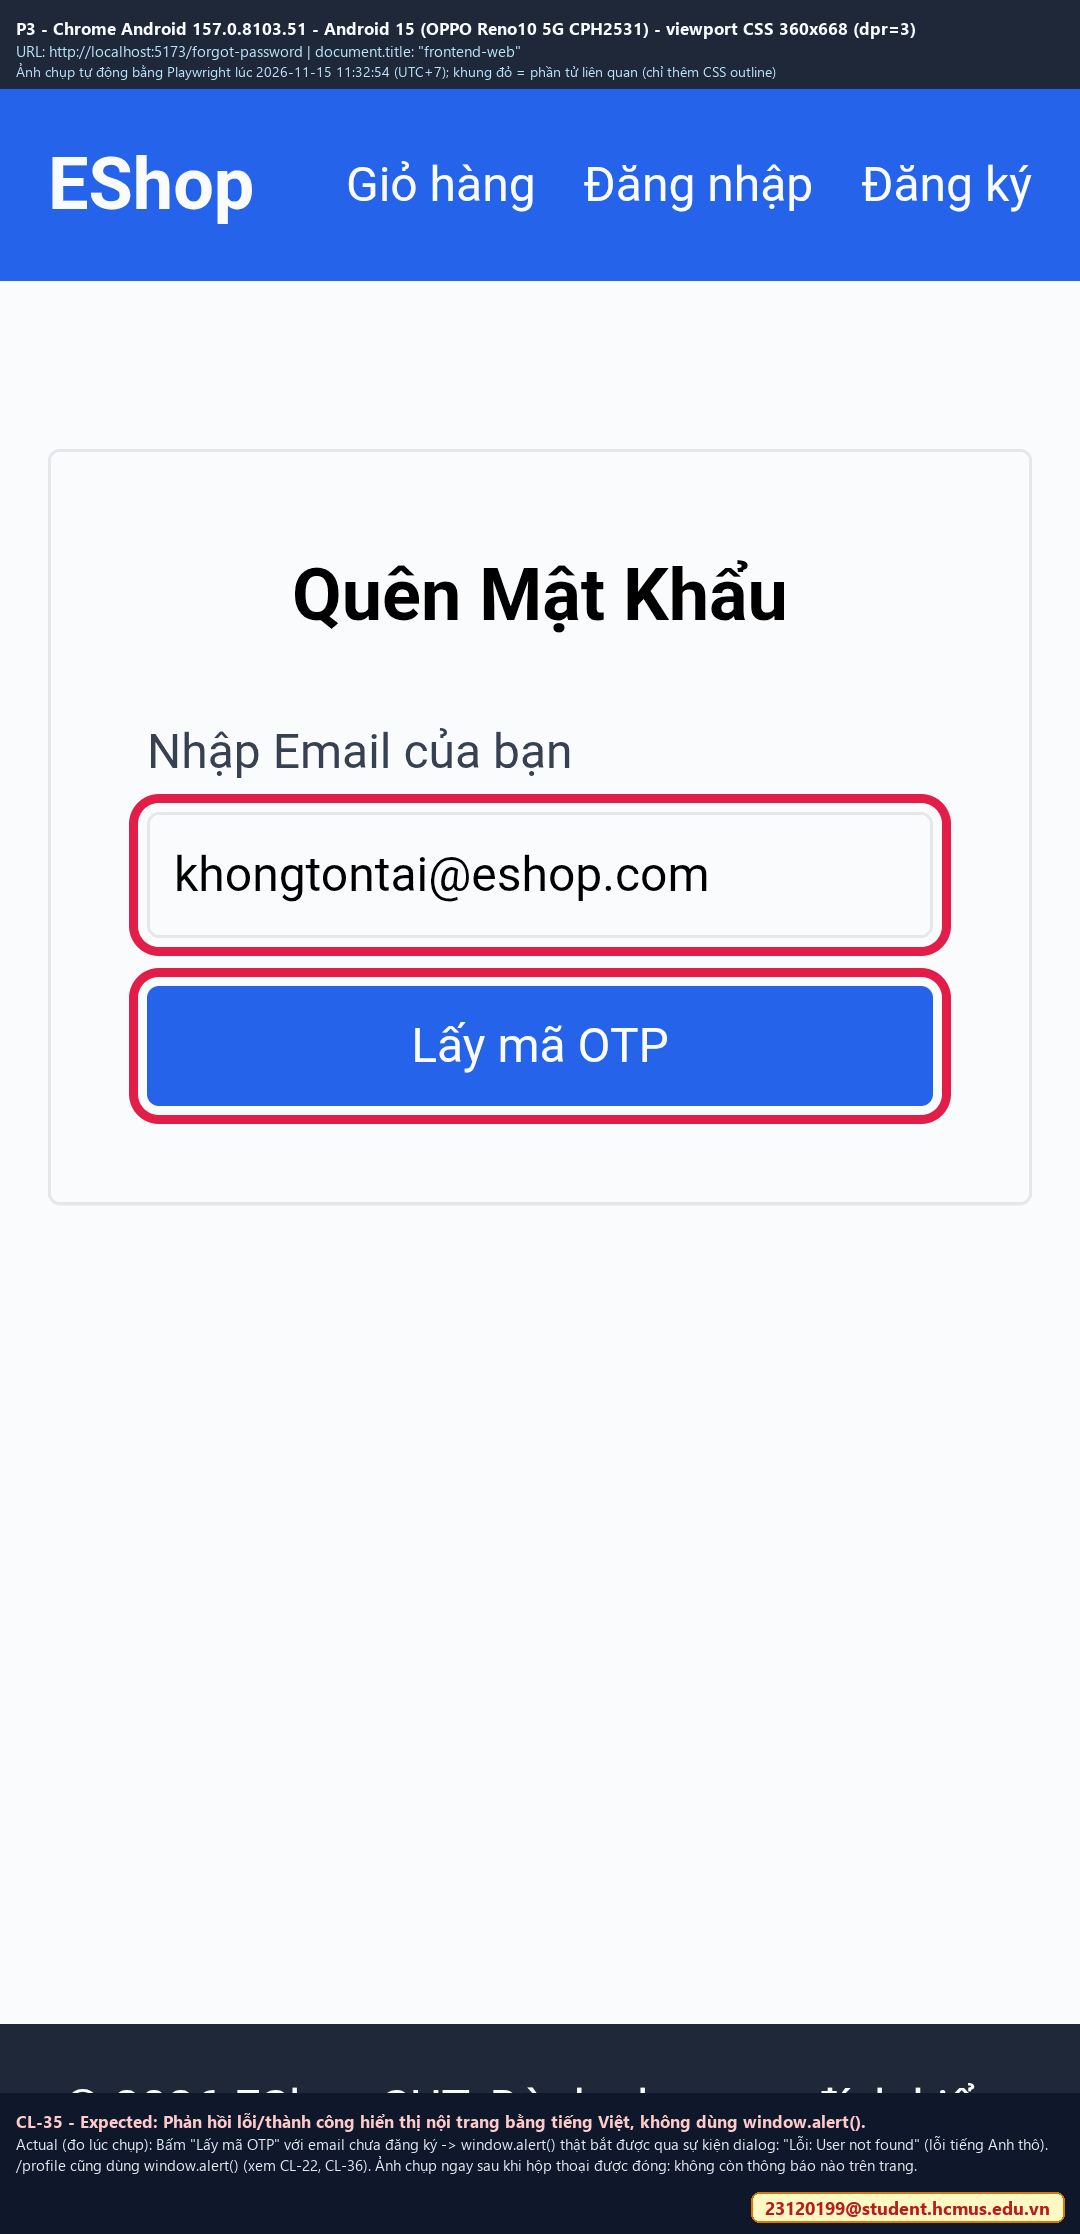 P3 - Chrome Android 157.0.8103.51 - Android 15 (OPPO Reno10 5G CPH2531) - viewport CSS 360x668 (dpr=3)
URL: http://localhost:5173/forgot-password | document.title: "frontend-web"
Ảnh chụp tự động bằng Playwright lúc 2026-11-15 11:32:54 (UTC+7); khung đỏ = phần tử liên quan (chỉ thêm CSS outline)
EShop Giỏ hàng Đăng nhập Đăng ký
Quên Mật Khẩu
Nhập Email của bạn
khongtontai@eshop.com
Lấy mã OTP
CL-35 - Expected: Phản hồi lỗi/thành công hiển thị nội trang bằng tiếng Việt, không dùng window.alert().
Actual (đo lúc chụp): Bấm "Lấy mã OTP" với email chưa đăng ký -> window.alert() thật bắt được qua sự kiện dialog: "Lỗi: User not found" (lỗi tiếng Anh thô).
/profile cũng dùng window.alert() (xem CL-22, CL-36). Ảnh chụp ngay sau khi hộp thoại được đóng: không còn thông báo nào trên trang.
23120199@student.hcmus.edu.vn